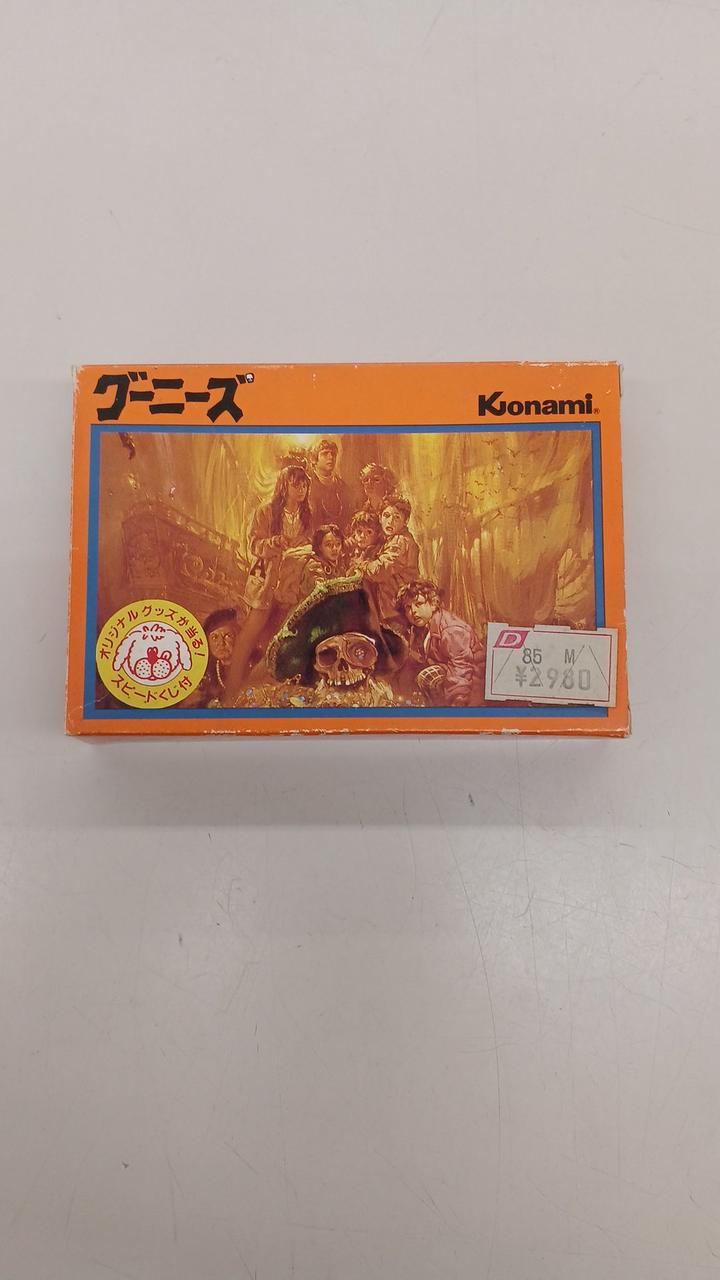 グーニーズ
Konami®
オリジナルグッズが当る!
スピードくじ付
D
85 M
¥2980